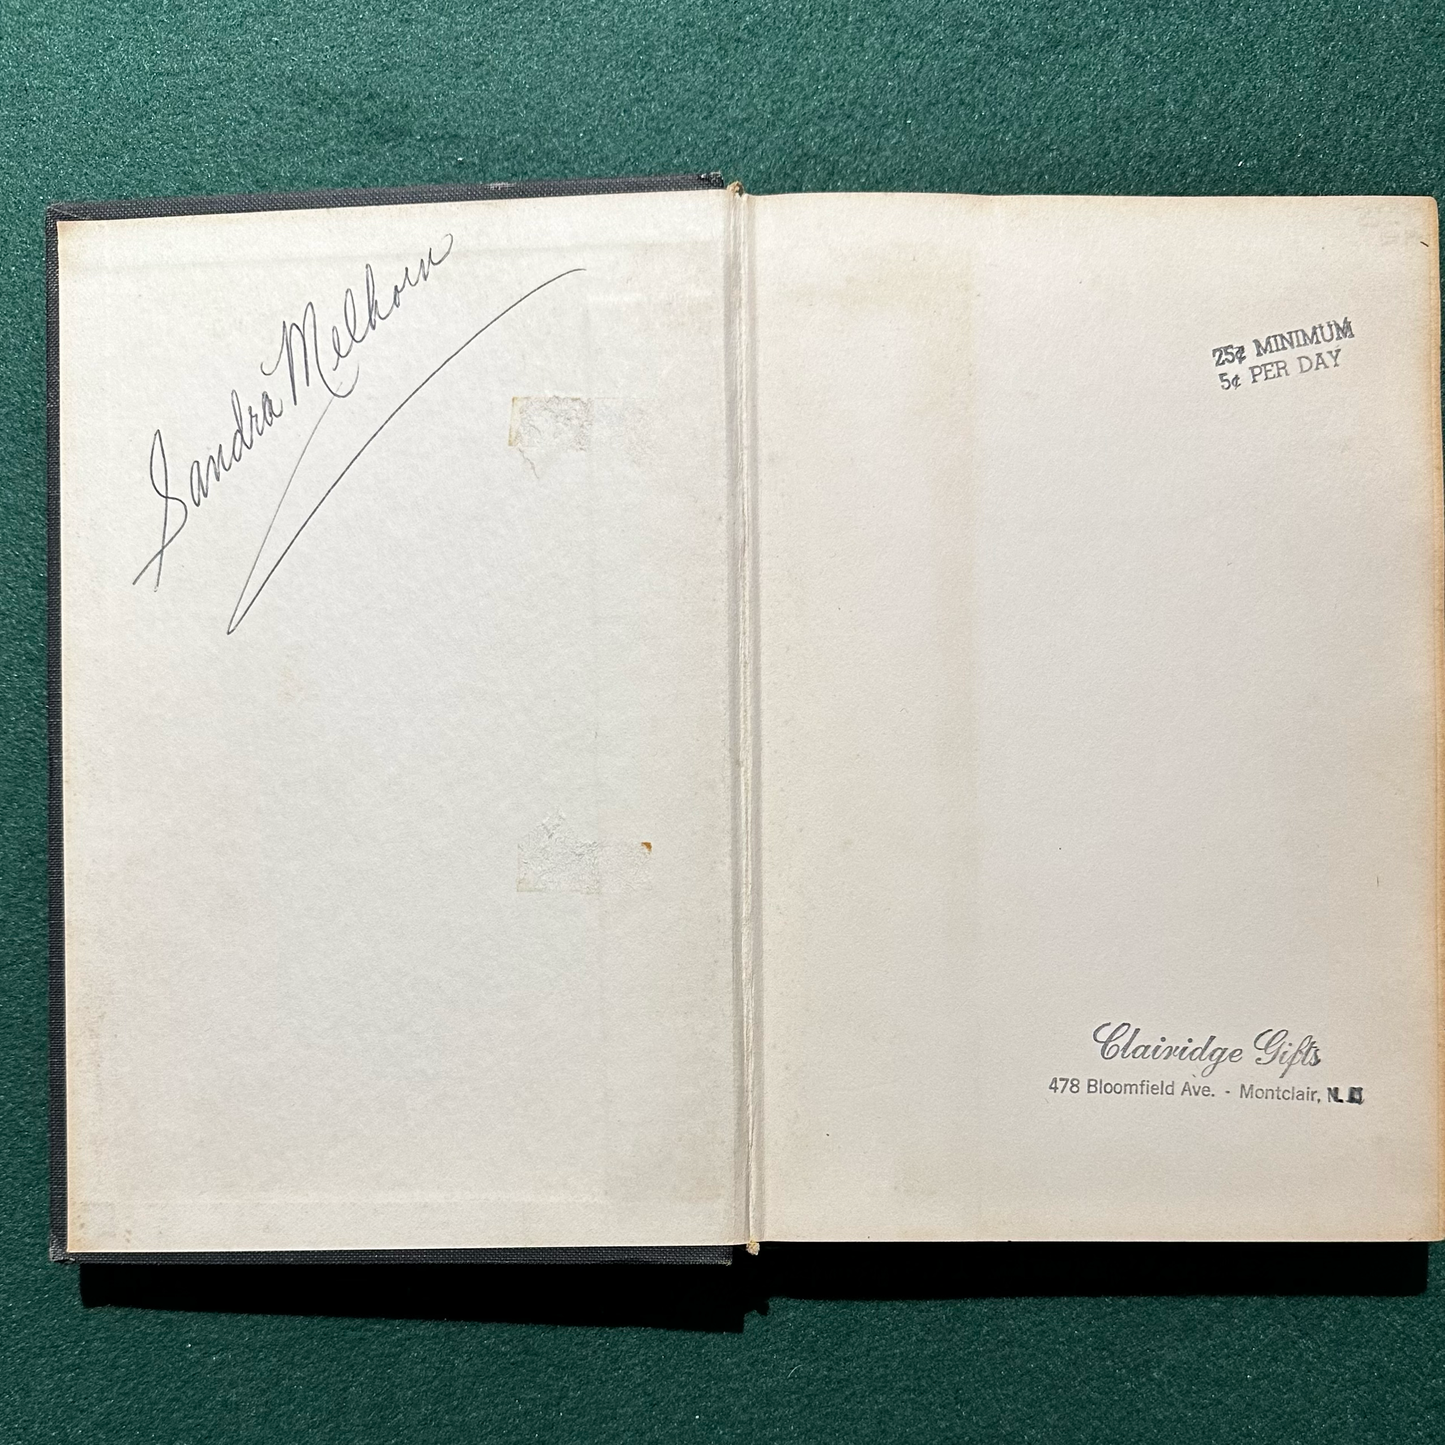 Sandra Melhorn
25¢ MINIMUM
5¢ PER DAY
Clairidge Gifts
478 Bloomfield Ave. - Montclair,